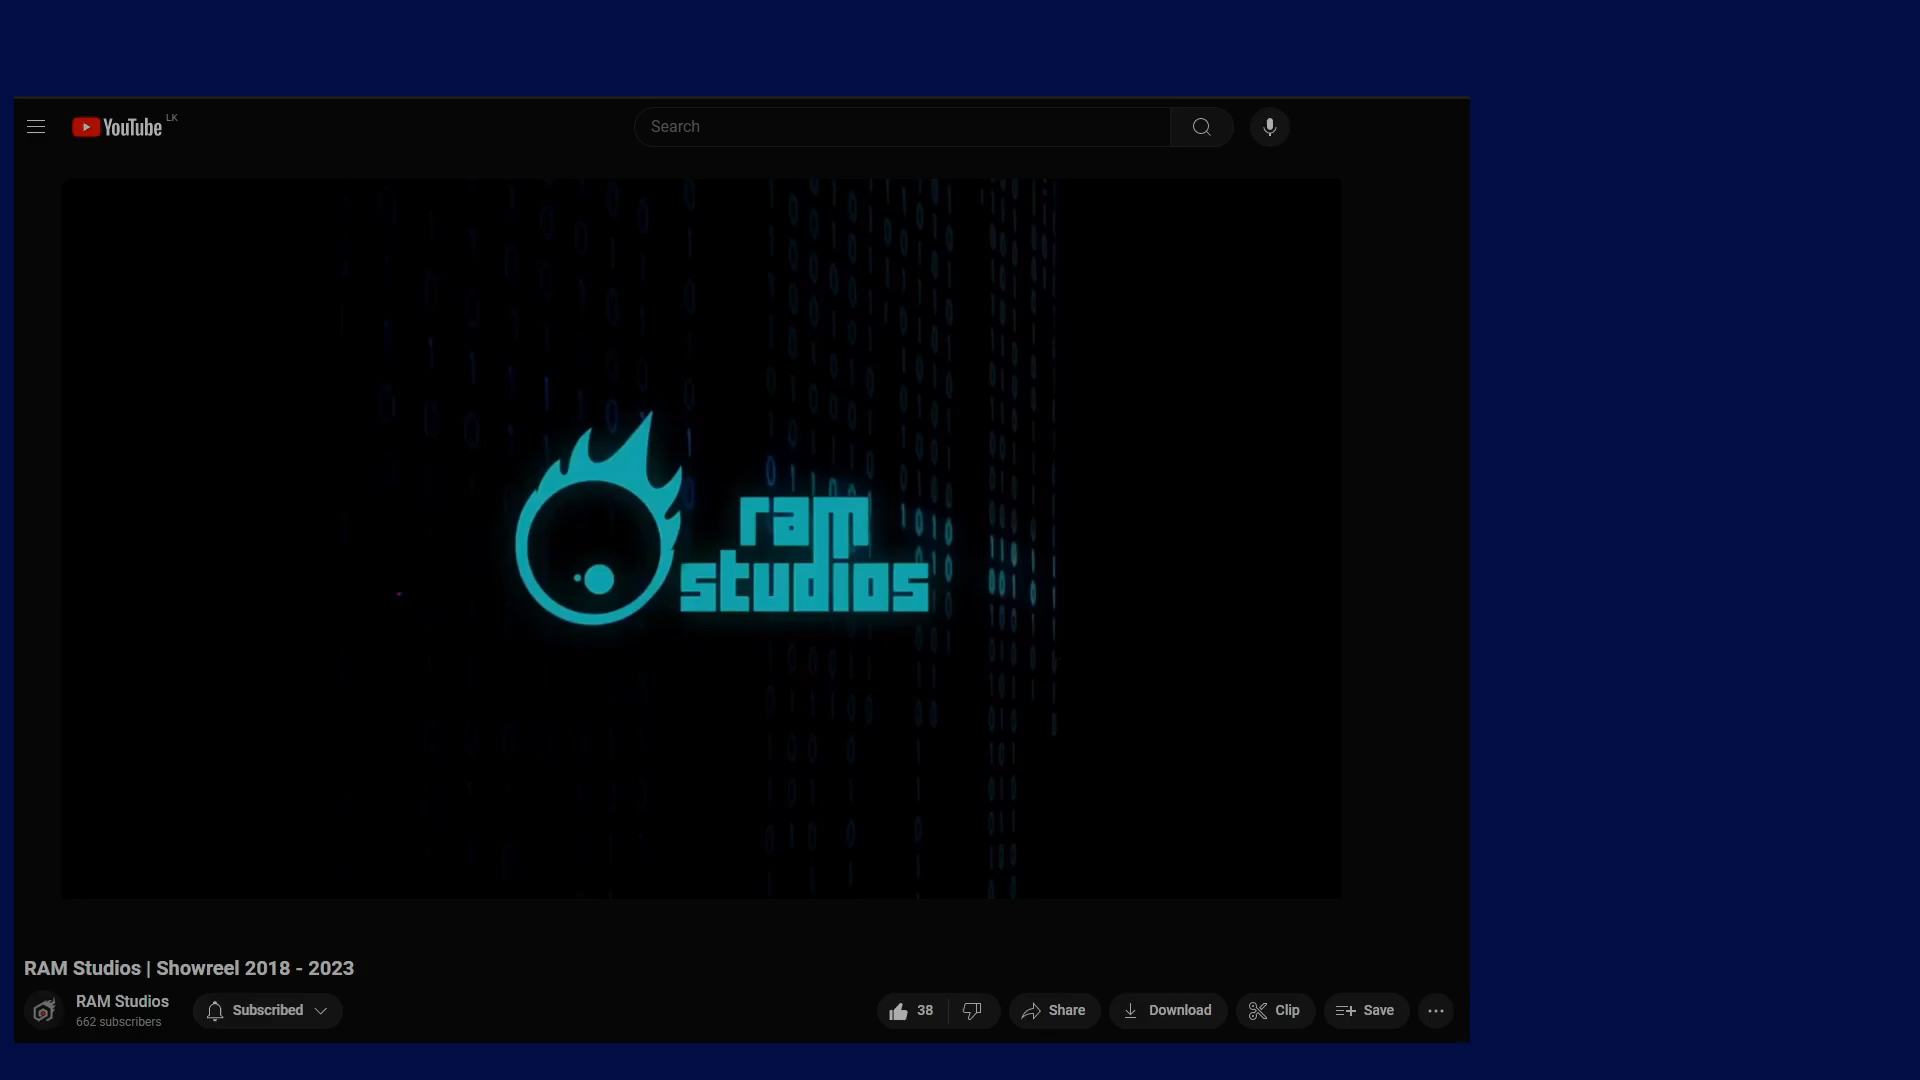 YouTube LK
Search
ram
studios
RAM Studios | Showreel 2018 - 2023
RAM Studios
662 subscribers
Subscribed
38
Share
Download
Clip
Save